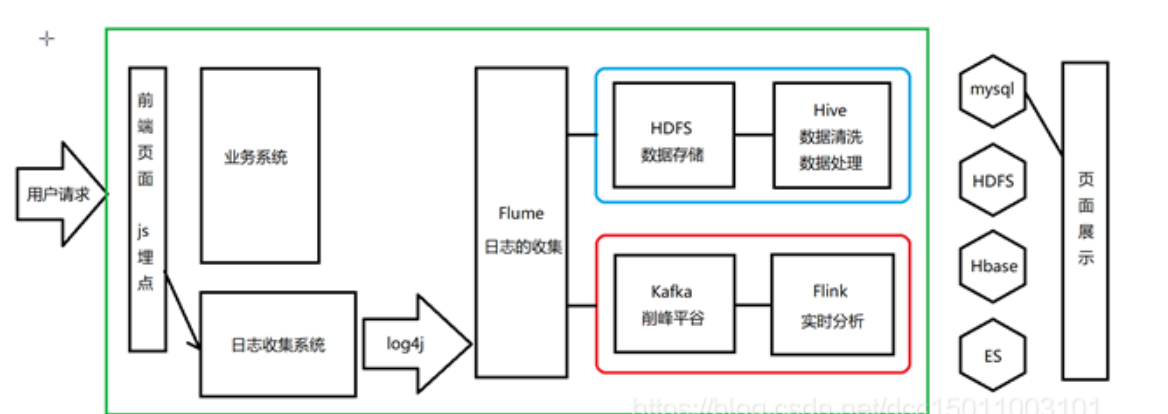 用户请求
前端页面
js
埋点
业务系统
日志收集系统
log4j
Flume
日志的收集
HDFS
数据存储
Hive
数据清洗
数据处理
Kafka
削峰平谷
Flink
实时分析
mysql
HDFS
Hbase
ES
页面展示
https://blog.csdn.net/dcc15011003101